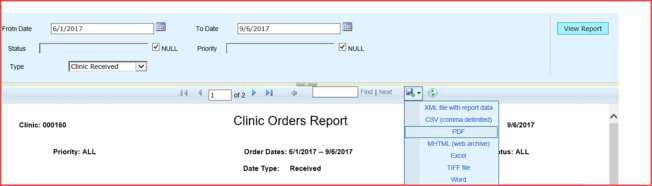 From Date 6/1/2017 To Date 9/6/2017 View Report
Status NULL Priority NULL
Type Clinic Received
1 of 2 Find | Next
XML file with report data
CSV (comma delimited)
PDF
MHTML (web archive)
Excel
TIFF file
Word
Clinic: 000160 Clinic Orders Report 9/6/2017
Priority: ALL Order Dates: 6/1/2017 -- 9/6/2017 tus: ALL
Date Type: Received